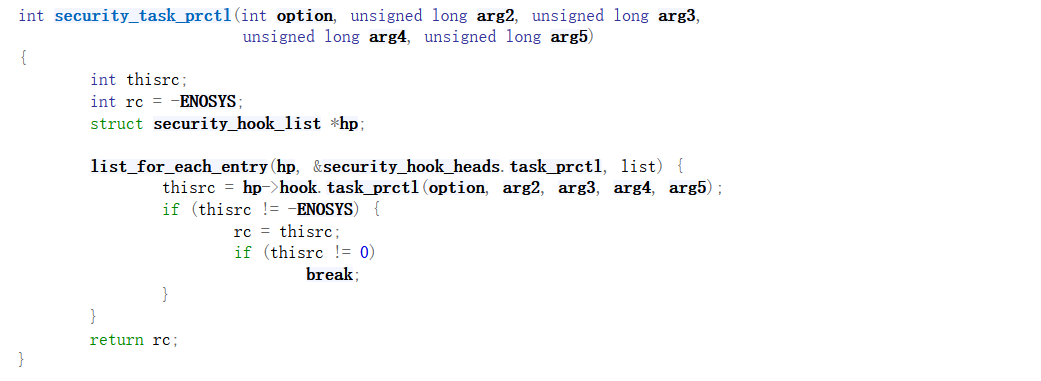 int security_task_prctl(int option, unsigned long arg2, unsigned long arg3,
unsigned long arg4, unsigned long arg5)
{
int thisrc;
int rc = -ENOSYS;
struct security_hook_list *hp;
list_for_each_entry(hp, &security_hook_heads.task_prctl, list) {
thisrc = hp->hook.task_prctl(option, arg2, arg3, arg4, arg5);
if (thisrc != -ENOSYS) {
rc = thisrc;
if (thisrc != 0)
break;
}
}
return rc;
}